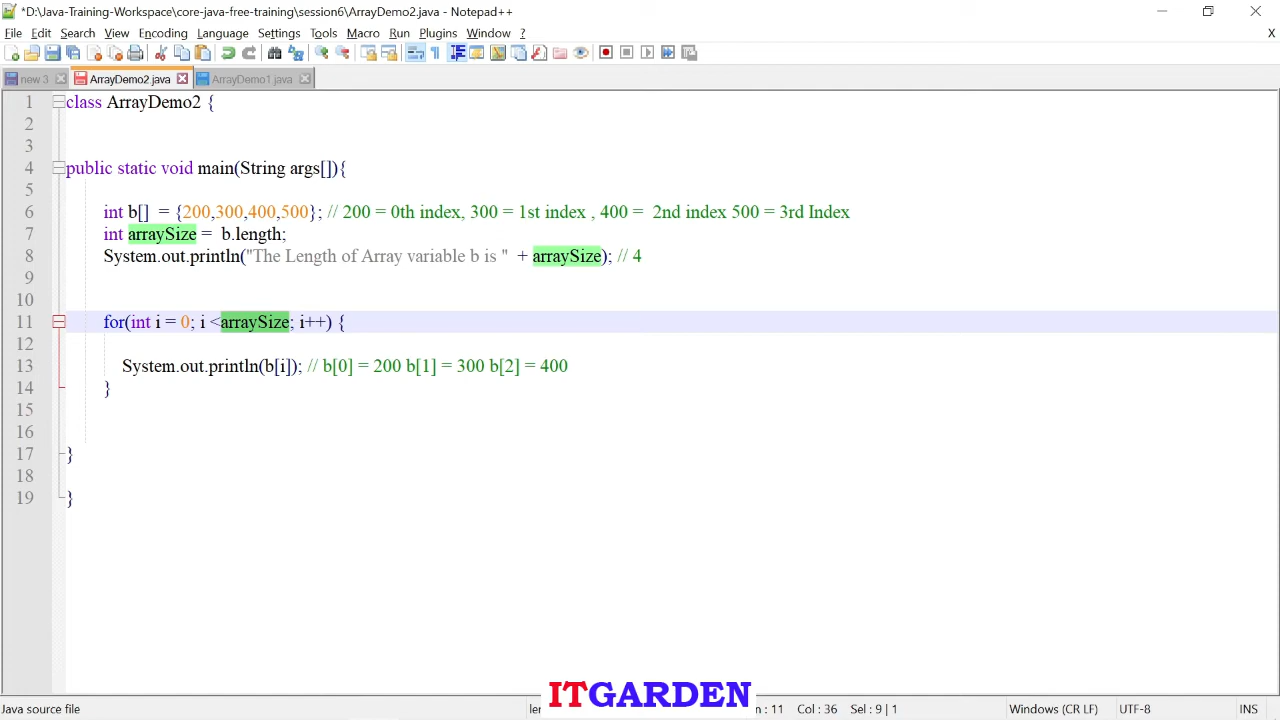 *D:\Java-Training-Workspace\core-java-free-training\session6\ArrayDemo2.java - Notepad++
File Edit Search View Encoding Language Settings Tools Macro Run Plugins Window ? X
new 3 ArrayDemo2.java ArrayDemo1.java
1 class ArrayDemo2 {
2
3
4 public static void main(String args[]){
5
6 int b[]  = {200,300,400,500}; // 200 = 0th index, 300 = 1st index , 400 =  2nd index 500 = 3rd Index
7 int arraySize =  b.length;
8 System.out.println("The Length of Array variable b is "  + arraySize); // 4
9
10
11 for(int i = 0; i <arraySize; i++) {
12
13 System.out.println(b[i]); // b[0] = 200 b[1] = 300 b[2] = 400
14 }
15
16
17 }
18
19 }
ITGARDEN
Java source file : 11 Col : 36 Sel : 9 | 1 Windows (CR LF) UTF-8 INS